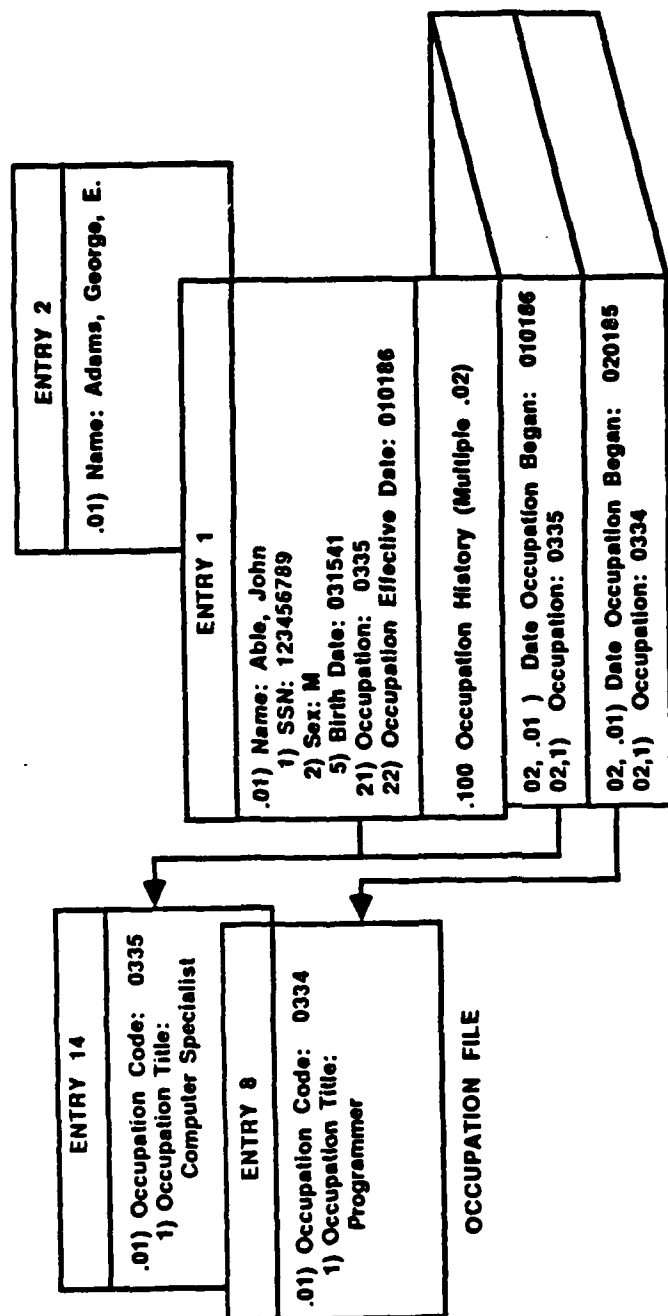 ENTRY 2
.01) Name: Adams, George, E.
ENTRY 1
.01) Name: Able, John
1) SSN: 123456789
2) Sex: M
5) Birth Date: 031541
21) Occupation: 0335
22) Occupation Effective Date: 010186
.100 Occupation History (Multiple .02)
02, .01 ) Date Occupation Began: 010186
02,1) Occupation: 0335
02, .01) Date Occupation Began: 020185
02,1) Occupation: 0334
ENTRY 14
.01) Occupation Code: 0335
1) Occupation Title:
Computer Specialist
ENTRY 8
.01) Occupation Code: 0334
1) Occupation Title:
Programmer
OCCUPATION FILE